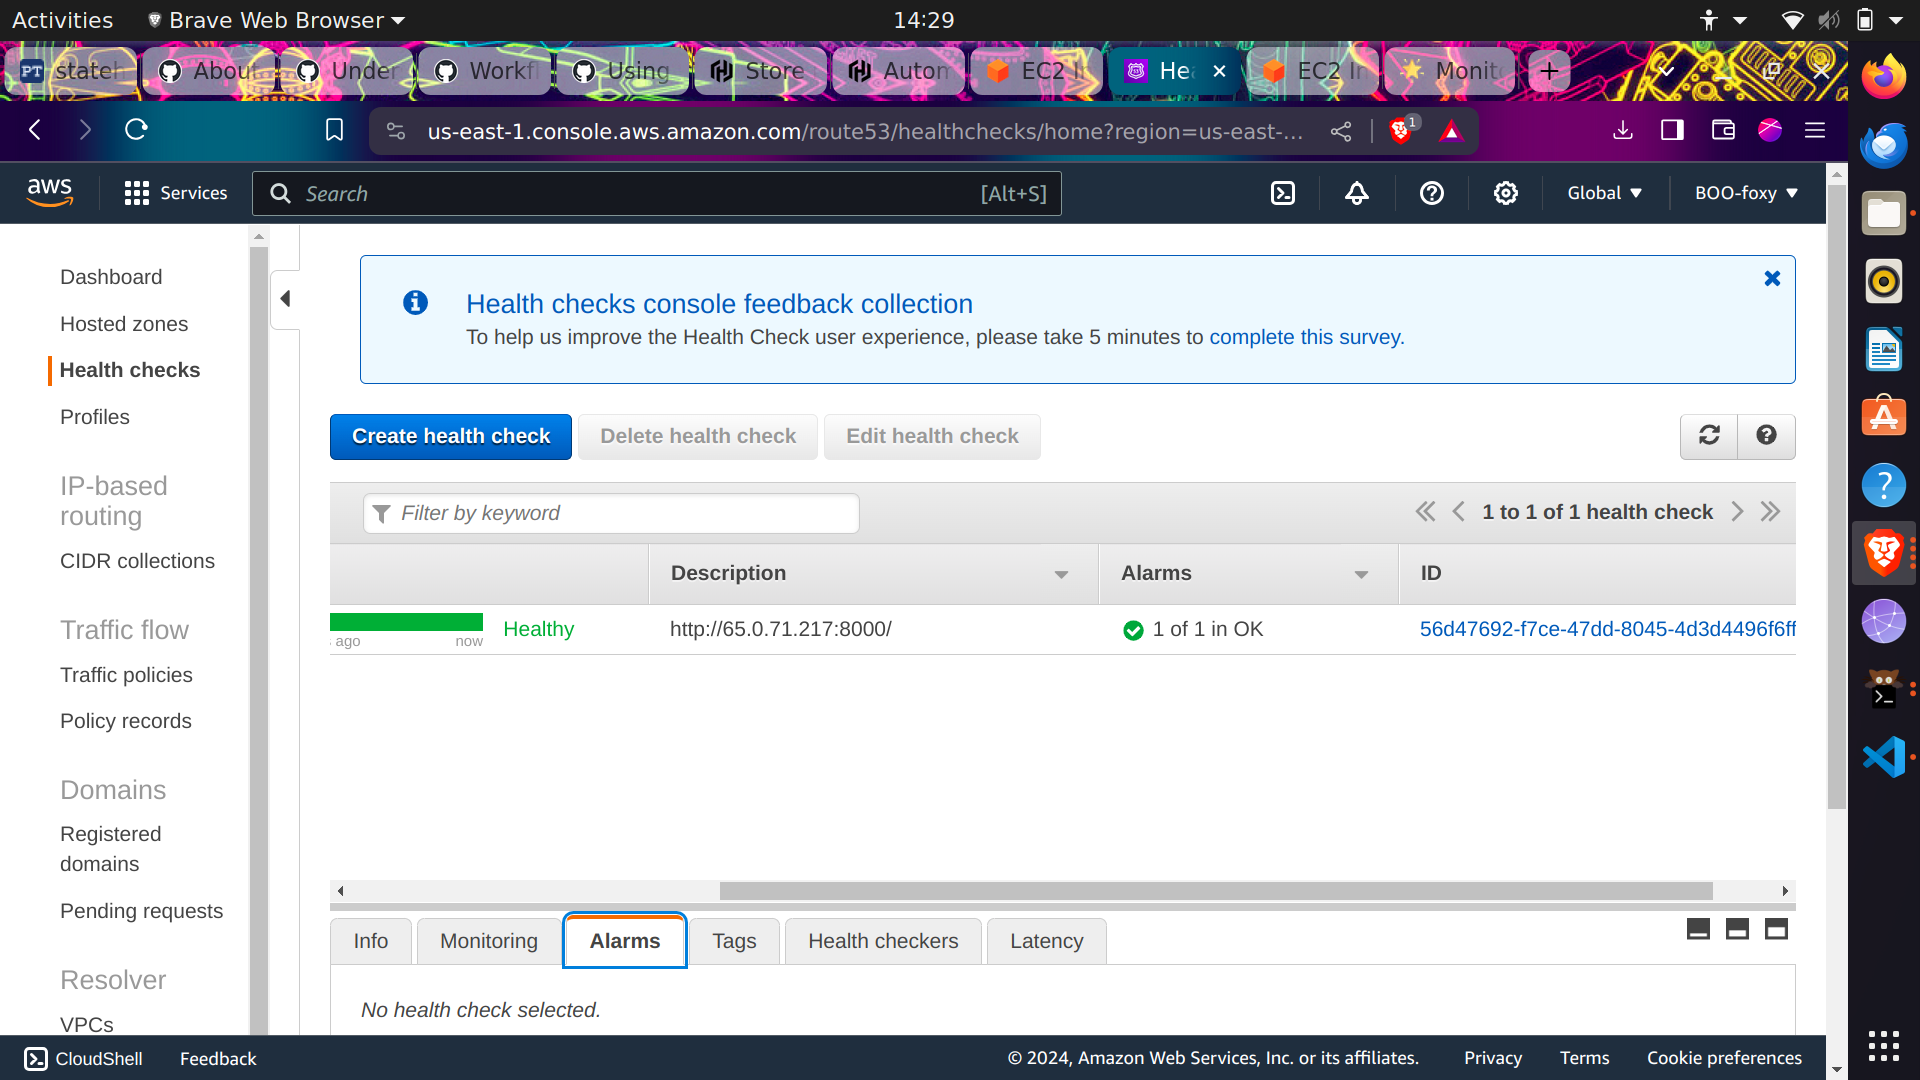 Activities
Brave Web Browser
14:29
PT
Abou
Under
Workfl
Using
Store
Autom
EC2 I
Hea
EC2 In
Monito
us-east-1.console.aws.amazon.com/route53/healthchecks/home?region=us-east-...
1
aws
Services
Search
[Alt+S]
Global
BOO-foxy
Dashboard
Hosted zones
Health checks
Profiles
IP-based
routing
CIDR collections
Traffic flow
Traffic policies
Policy records
Domains
Registered
domains
Pending requests
Resolver
VPCs
Health checks console feedback collection
To help us improve the Health Check user experience, please take 5 minutes to complete this survey.
Create health check
Delete health check
Edit health check
Filter by keyword
1 to 1 of 1 health check
Description
Alarms
ID
ago
now
Healthy
http://65.0.71.217:8000/
1 of 1 in OK
56d47692-f7ce-47dd-8045-4d3d4496f6ff
Info
Monitoring
Alarms
Tags
Health checkers
Latency
No health check selected.
CloudShell
Feedback
© 2024, Amazon Web Services, Inc. or its affiliates.
Privacy
Terms
Cookie preferences